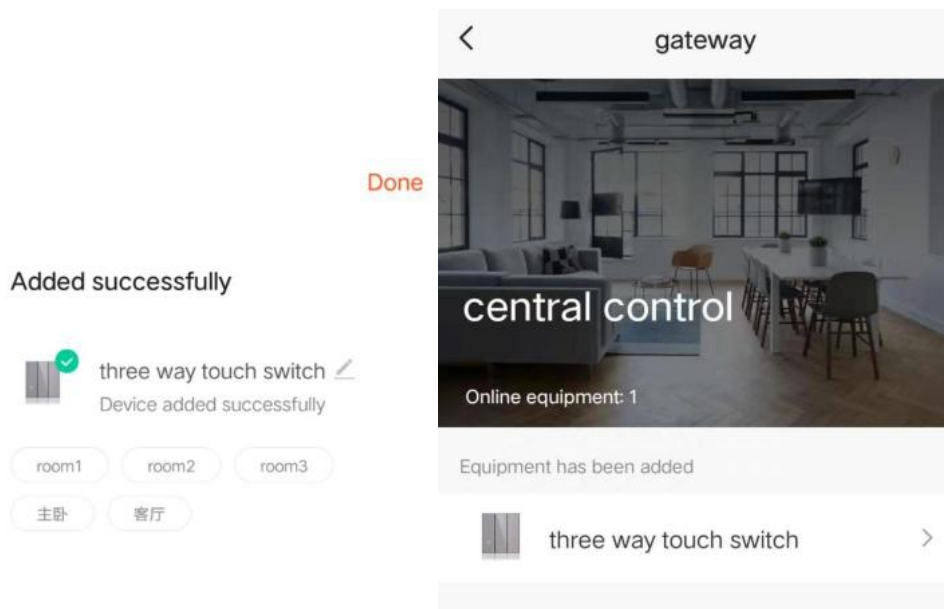 Done
Added successfully
three way touch switch
Device added successfully
room1 room2 room3
主卧 客厅
gateway
central control
Online equipment: 1
Equipment has been added
three way touch switch